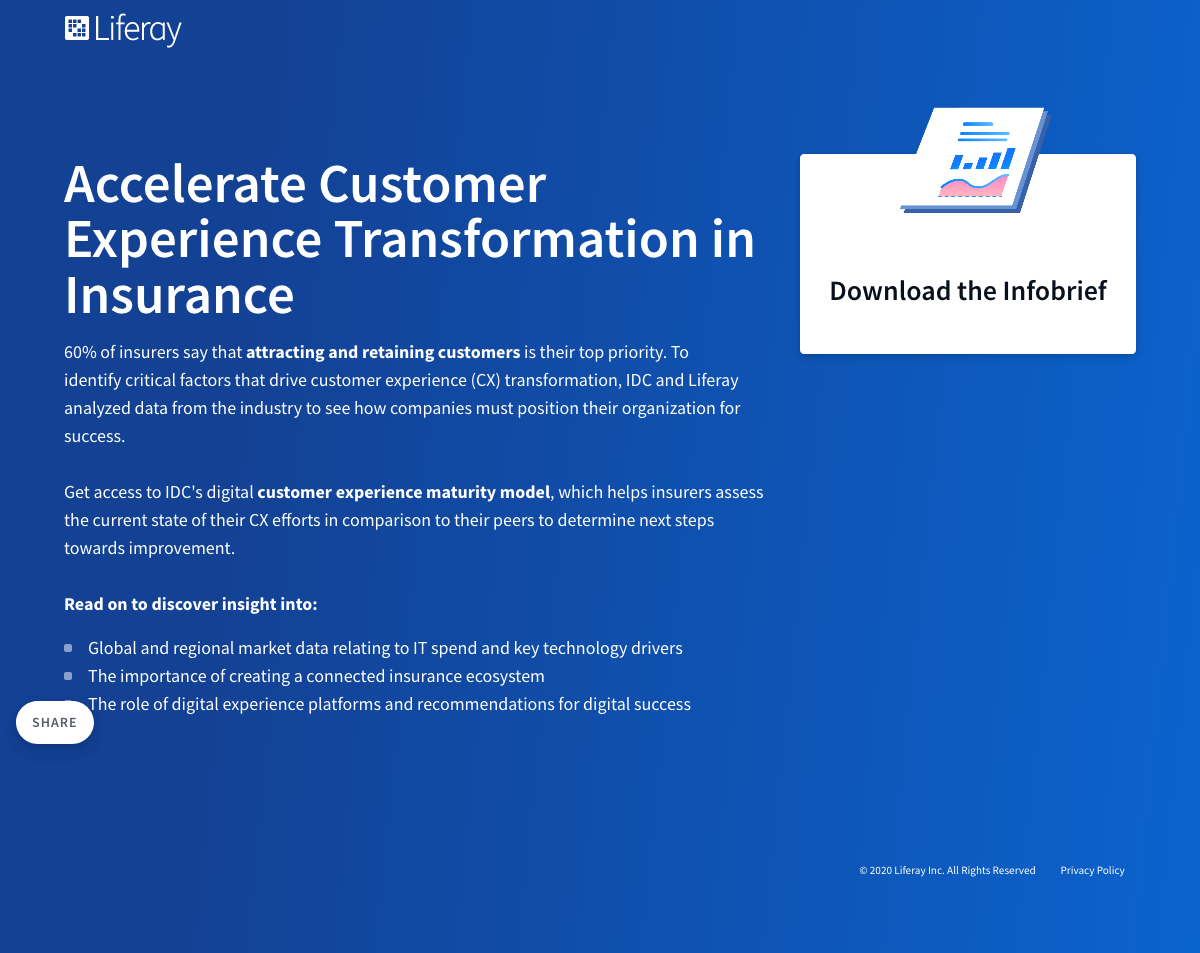 Liferay
Accelerate Customer
Experience Transformation in
Insurance
60% of insurers say that attracting and retaining customers is their top priority. To
identify critical factors that drive customer experience (CX) transformation, IDC and Liferay
analyzed data from the industry to see how companies must position their organization for
success.
Get access to IDC's digital customer experience maturity model, which helps insurers assess
the current state of their CX efforts in comparison to their peers to determine next steps
towards improvement.
Read on to discover insight into:
Global and regional market data relating to IT spend and key technology drivers
The importance of creating a connected insurance ecosystem
The role of digital experience platforms and recommendations for digital success
SHARE
Download the Infobrief
© 2020 Liferay Inc. All Rights Reserved Privacy Policy